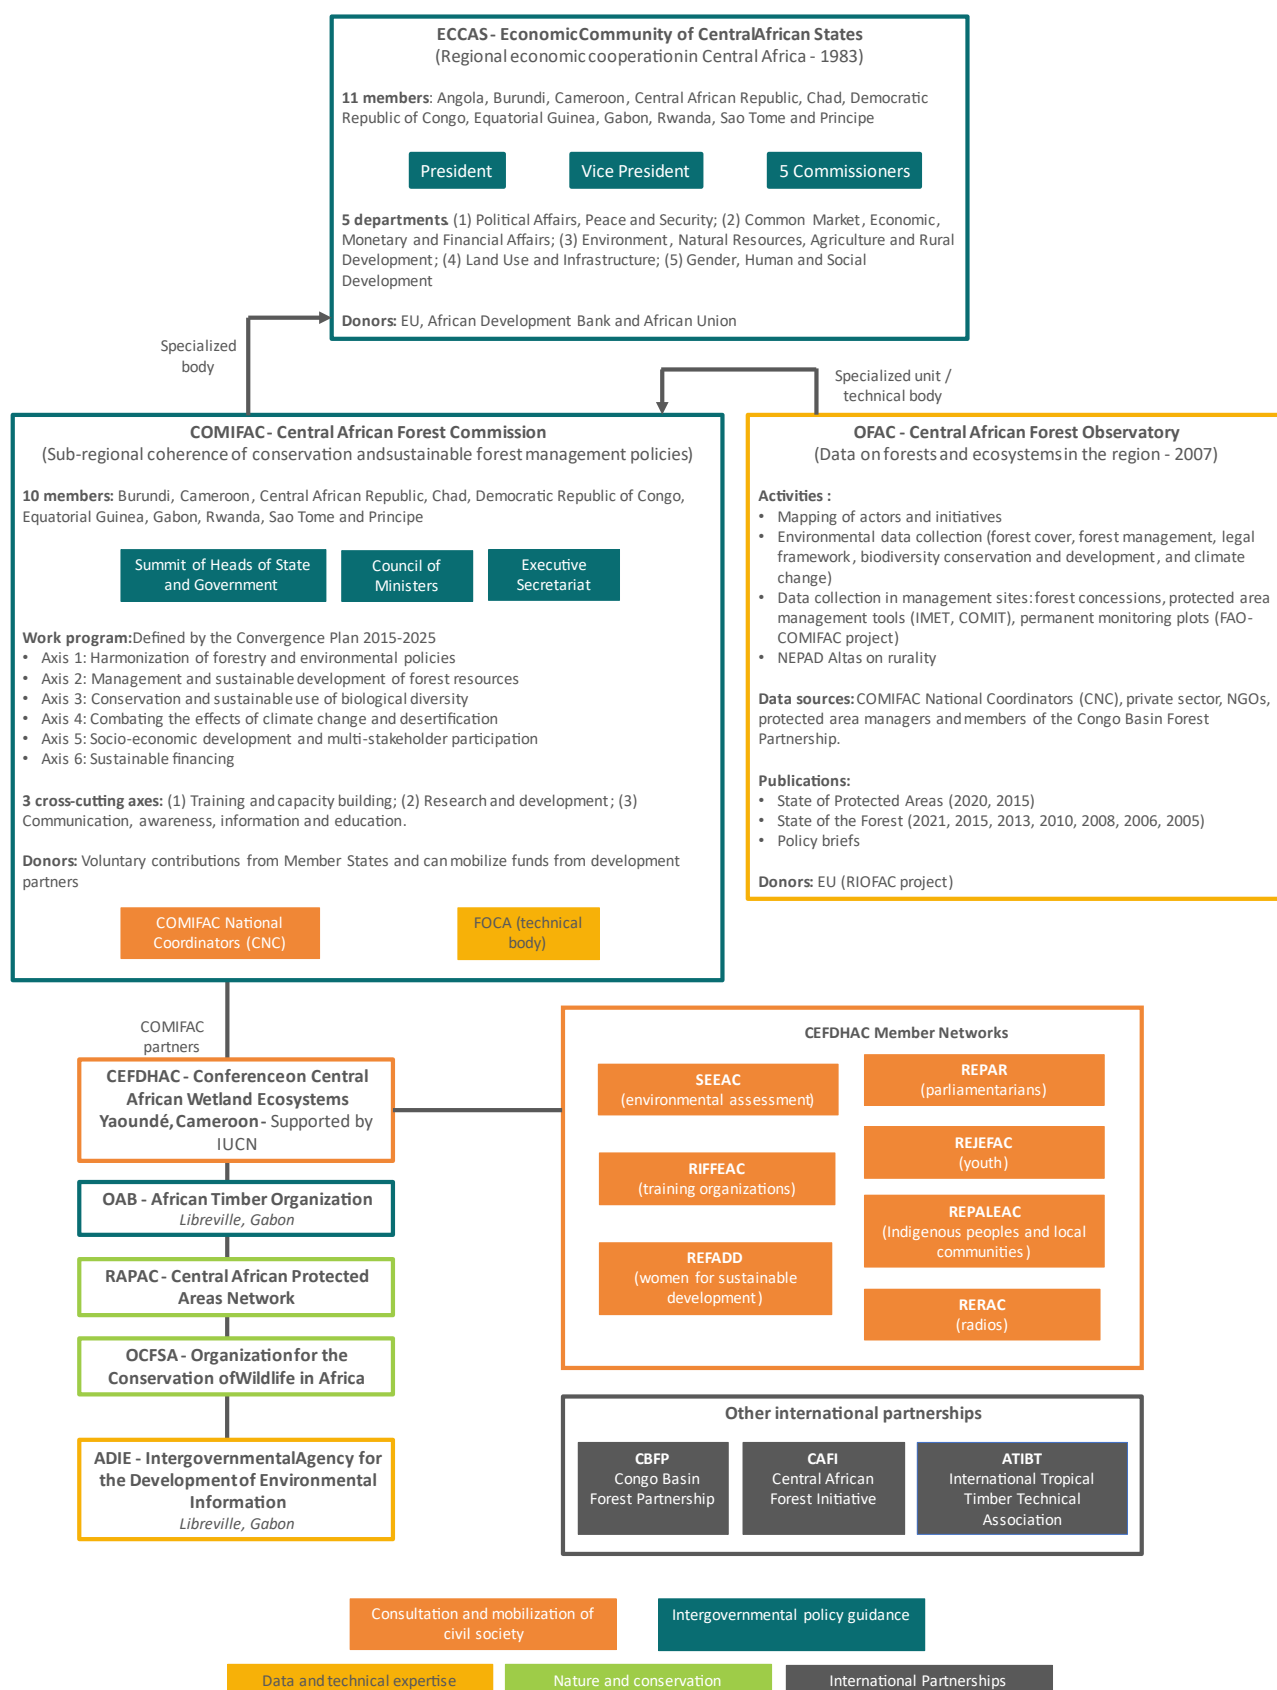 ECCAS - Economic Community of Central African States
(Regional economic cooperation in Central Africa - 1983)
11 members: Angola, Burundi, Cameroon, Central African Republic, Chad, Democratic
Republic of Congo, Equatorial Guinea, Gabon, Rwanda, Sao Tome and Principe
President
Vice President
5 Commissioners
5 departments. (1) Political Affairs, Peace and Security; (2) Common Market, Economic,
Monetary and Financial Affairs; (3) Environment, Natural Resources, Agriculture and Rural
Development; (4) Land Use and Infrastructure; (5) Gender, Human and Social
Development
Donors: EU, African Development Bank and African Union
Specialized
body
Specialized unit /
technical body
COMIFAC - Central African Forest Commission
(Sub-regional coherence of conservation and sustainable forest management policies)
10 members: Burundi, Cameroon, Central African Republic, Chad, Democratic Republic of Congo,
Equatorial Guinea, Gabon, Rwanda, Sao Tome and Principe
Summit of Heads of State
and Government
Council of
Ministers
Executive
Secretariat
Work program: Defined by the Convergence Plan 2015-2025
• Axis 1: Harmonization of forestry and environmental policies
• Axis 2: Management and sustainable development of forest resources
• Axis 3: Conservation and sustainable use of biological diversity
• Axis 4: Combating the effects of climate change and desertification
• Axis 5: Socio-economic development and multi-stakeholder participation
• Axis 6: Sustainable financing
3 cross-cutting axes: (1) Training and capacity building; (2) Research and development; (3)
Communication, awareness, information and education.
Donors: Voluntary contributions from Member States and can mobilize funds from development
partners
COMIFAC National
Coordinators (CNC)
FOCA (technical
body)
OFAC - Central African Forest Observatory
(Data on forests and ecosystems in the region - 2007)
Activities :
• Mapping of actors and initiatives
• Environmental data collection (forest cover, forest management, legal
framework, biodiversity conservation and development, and climate
change)
• Data collection in management sites: forest concessions, protected area
management tools (IMET, COMIT), permanent monitoring plots (FAO-
COMIFAC project)
• NEPAD Altas on rurality
Data sources: COMIFAC National Coordinators (CNC), private sector, NGOs,
protected area managers and members of the Congo Basin Forest
Partnership.
Publications:
• State of Protected Areas (2020, 2015)
• State of the Forest (2021, 2015, 2013, 2010, 2008, 2006, 2005)
• Policy briefs
Donors: EU (RIOFAC project)
COMIFAC
partners
CEFDHAC - Conference on Central
African Wetland Ecosystems
Yaoundé, Cameroon - Supported by
IUCN
OAB - African Timber Organization
Libreville, Gabon
RAPAC - Central African Protected
Areas Network
OCFSA - Organization for the
Conservation of Wildlife in Africa
ADIE - Intergovernmental Agency for
the Development of Environmental
Information
Libreville, Gabon
CEFDHAC Member Networks
SEEAC
(environmental assessment)
RIFFEAC
(training organizations)
REFADD
(women for sustainable
development)
REPAR
(parliamentarians)
REJEFAC
(youth)
REPALEAC
(Indigenous peoples and local
communities)
RERAC
(radios)
Other international partnerships
CBFP
Congo Basin
Forest Partnership
CAFI
Central African
Forest Initiative
ATIBT
International Tropical
Timber Technical
Association
Consultation and mobilization of
civil society
Intergovernmental policy guidance
Data and technical expertise
Nature and conservation
International Partnerships